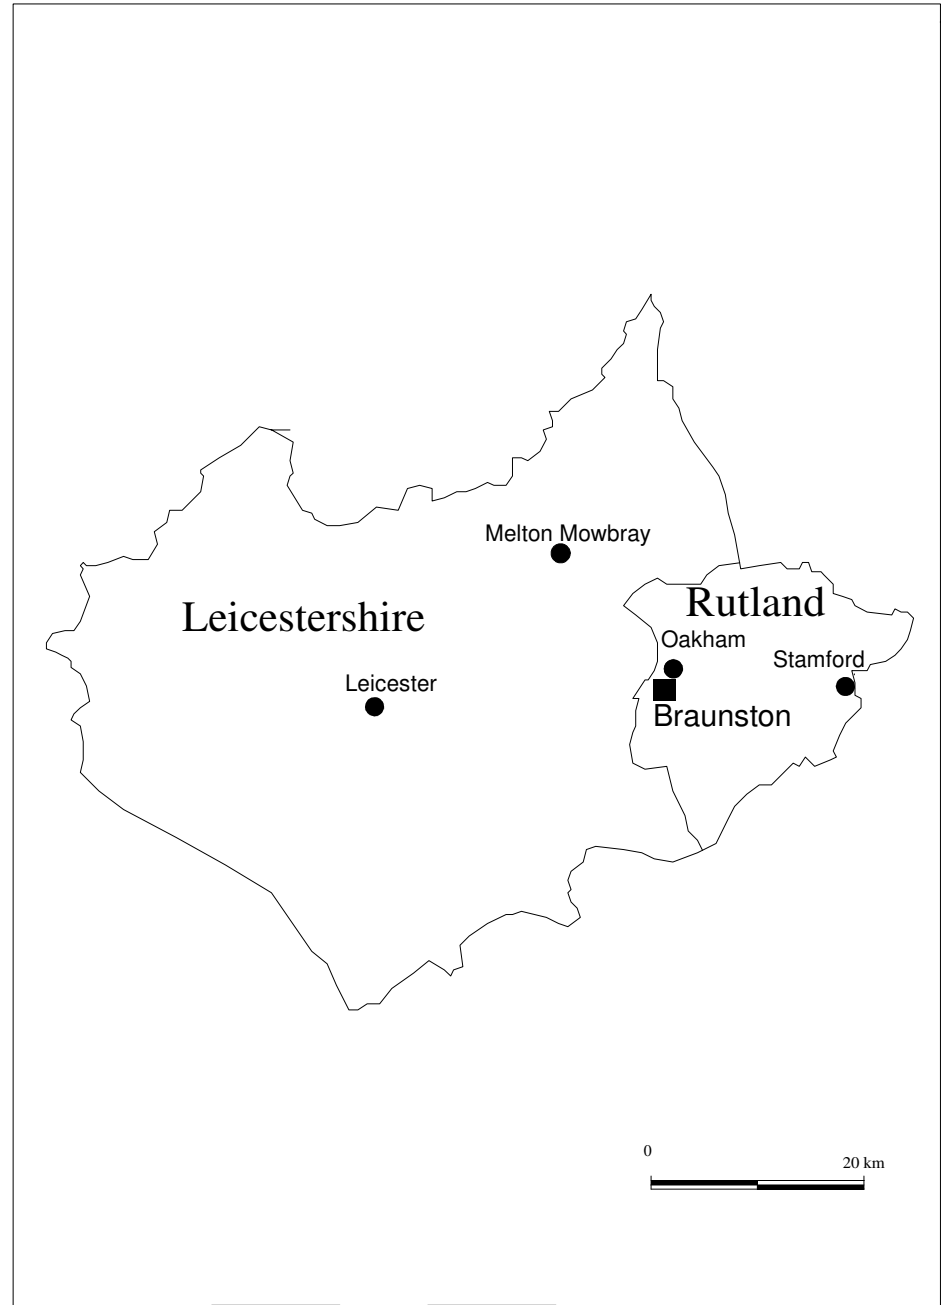 Melton Mowbray
Rutland
Leicestershire
Oakham
Stamford
Leicester
Braunston
0
20 km